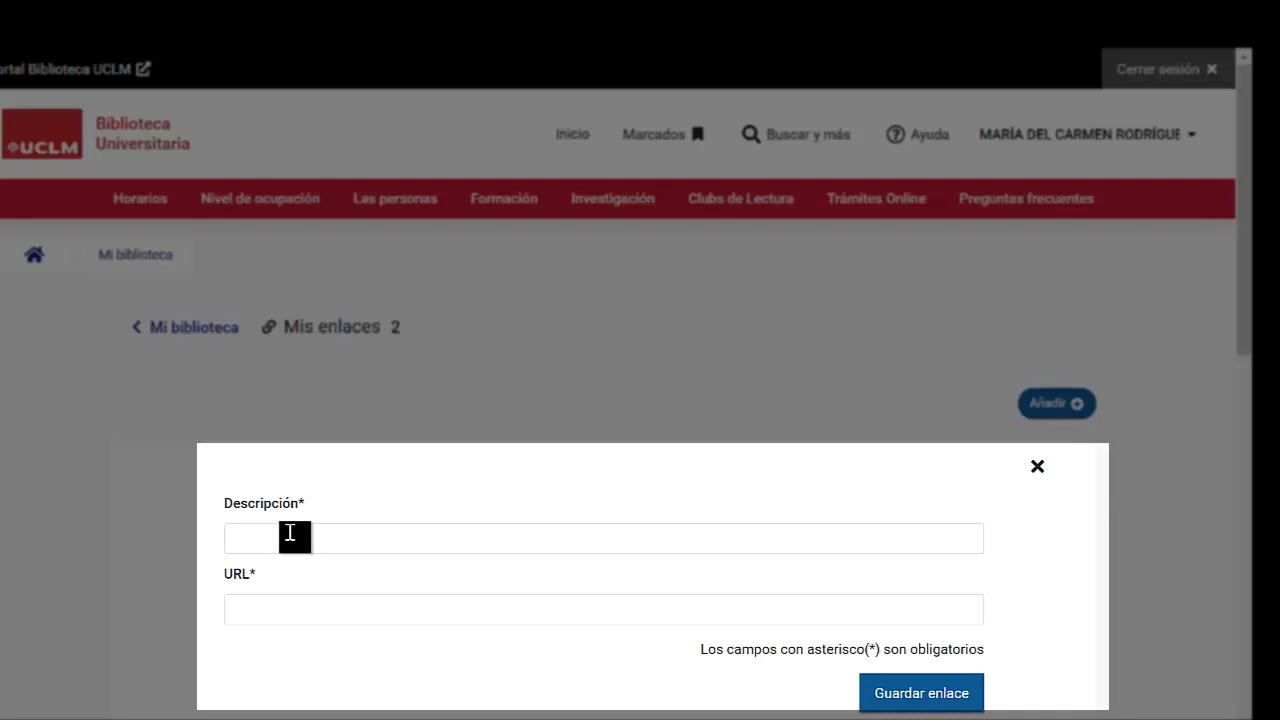 ortal Biblioteca UCLM
Cerrar sesión
UCLM
Biblioteca
Universitaria
Inicio
Marcados
Buscar y más
Ayuda
MARÍA DEL CARMEN RODRÍGUE
Horarios
Nivel de ocupación
Las personas
Formación
Investigación
Clubs de Lectura
Trámites Online
Preguntas frecuentes
Mi biblioteca
Mi biblioteca
Mis enlaces 2
Añadir
Descripción*
URL*
Los campos con asterisco(*) son obligatorios
Guardar enlace